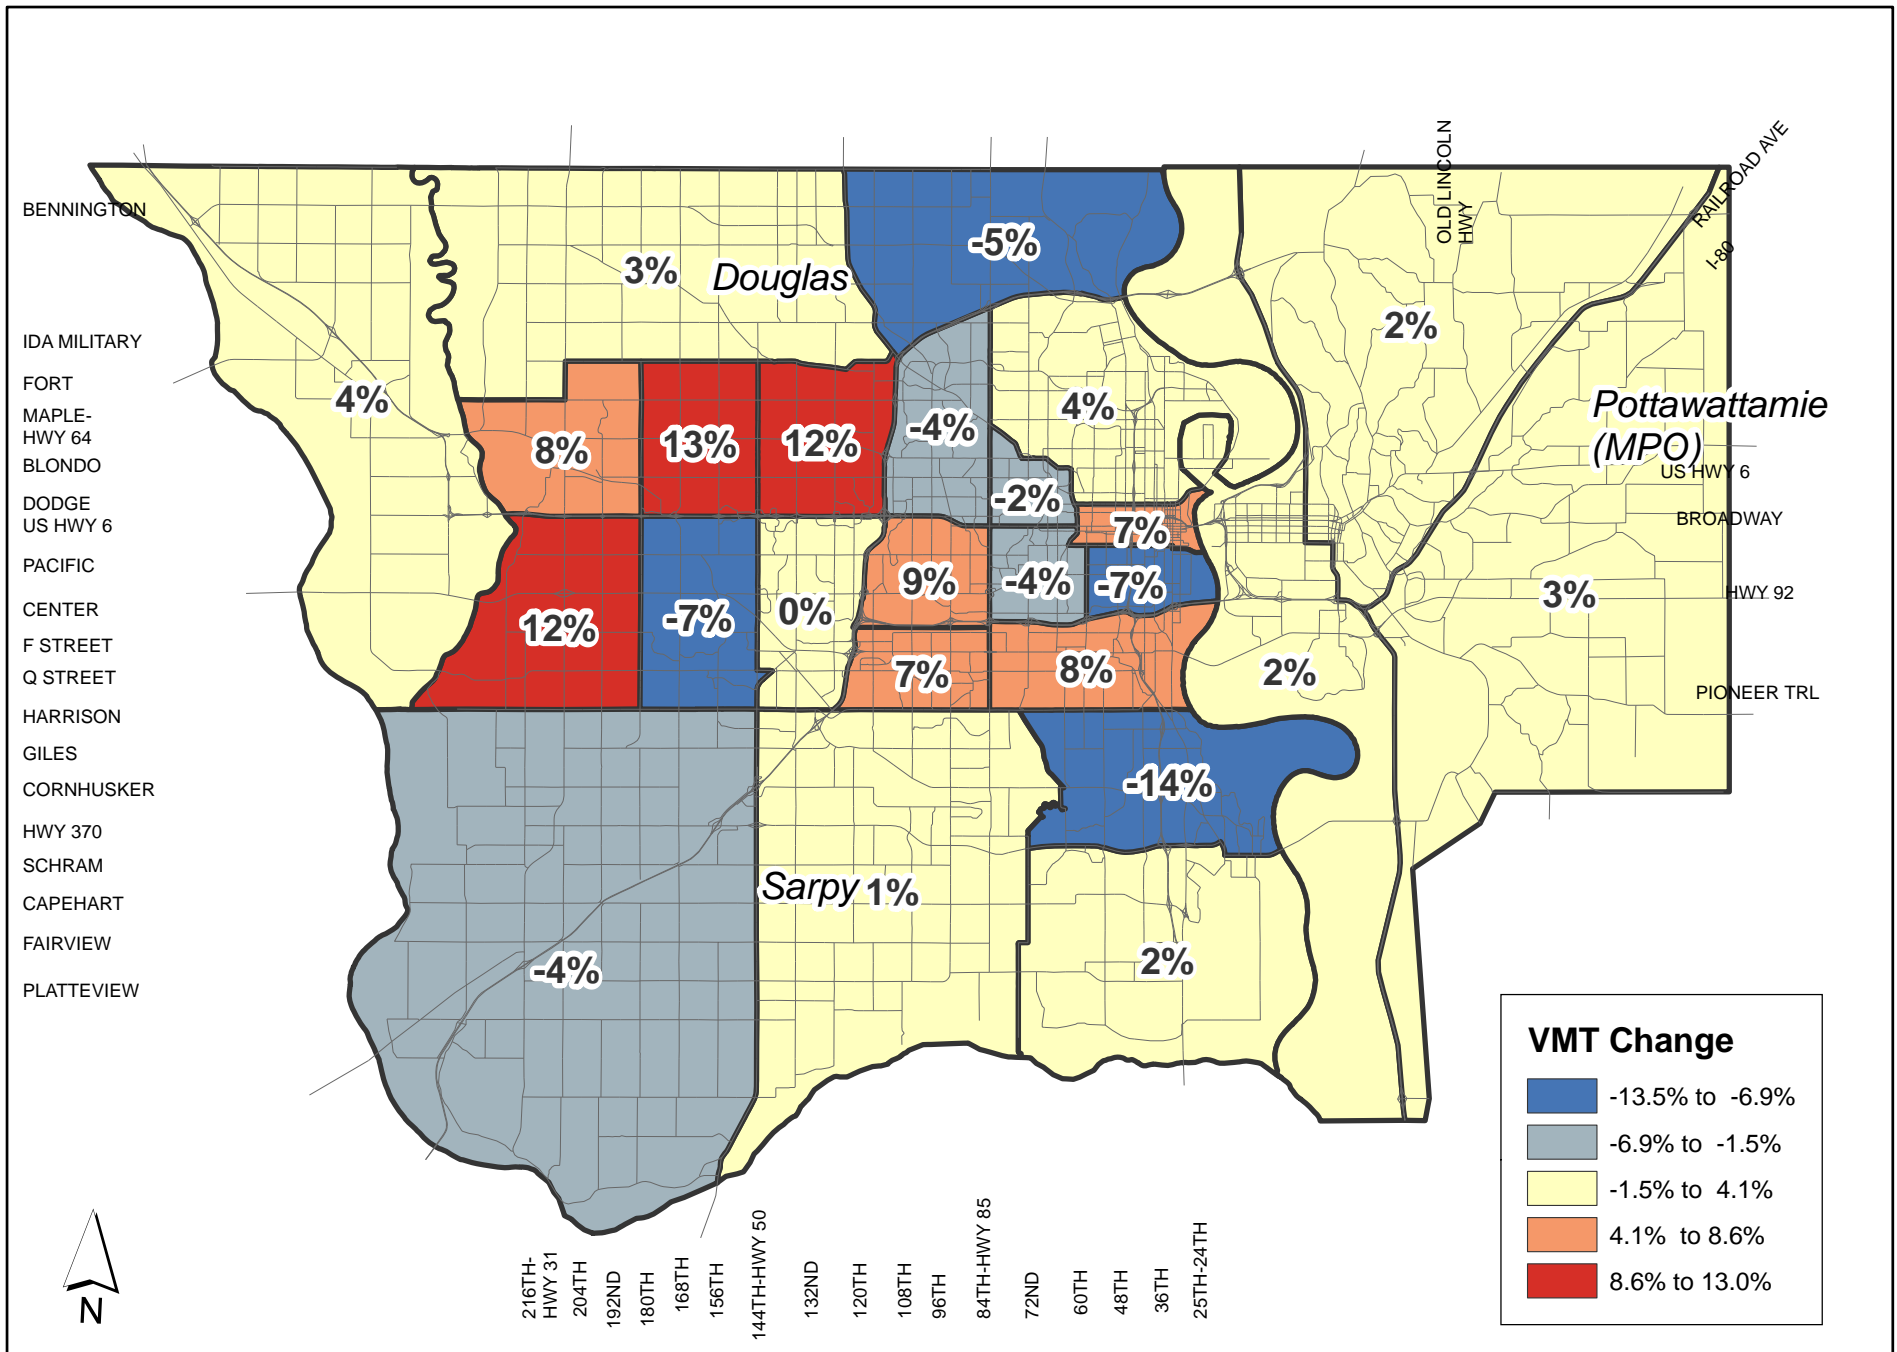 BENNINGTON
IDA MILITARY
FORT
MAPLE-
HWY 64
BLONDO
DODGE
US HWY 6
PACIFIC
CENTER
F STREET
Q STREET
HARRISON
GILES
CORNHUSKER
HWY 370
SCHRAM
CAPEHART
FAIRVIEW
PLATTEVIEW
OLD LINCOLN
HWY
RAILROAD AVE
I-80
-5%
3%
Douglas
2%
4%
4%
Pottawattamie
(MPO)
US HWY 6
8%
13%
12%
-4%
-2%
7%
BROADWAY
9%
-4%
-7%
HWY 92
3%
12%
-7%
0%
7%
8%
2%
PIONEER TRL
-14%
Sarpy 1%
-4%
2%
VMT Change
-13.5% to -6.9%
-6.9% to -1.5%
-1.5% to 4.1%
4.1% to 8.6%
8.6% to 13.0%
N
216TH-
HWY 31
204TH
192ND
180TH
168TH
156TH
144TH-HWY 50
132ND
120TH
108TH
96TH
84TH-HWY 85
72ND
60TH
48TH
36TH
25TH-24TH